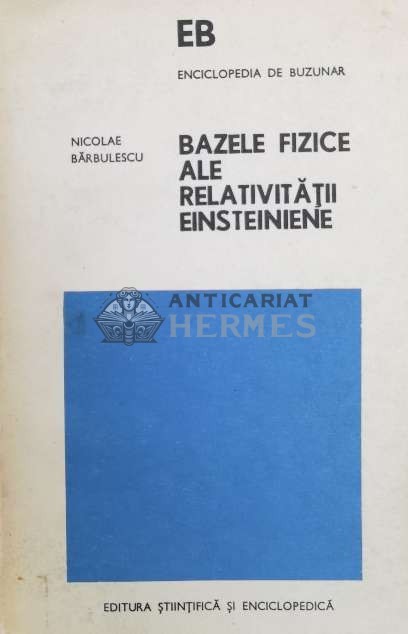 EB
ENCICLOPEDIA DE BUZUNAR
NICOLAE
BĂRBULESCU
BAZELE FIZICE
ALE
RELATIVITĂŢII
EINSTEINIENE
ANTICARIAT
HERMES
EDITURA ŞTIINŢIFICĂ ŞI ENCICLOPEDICĂ